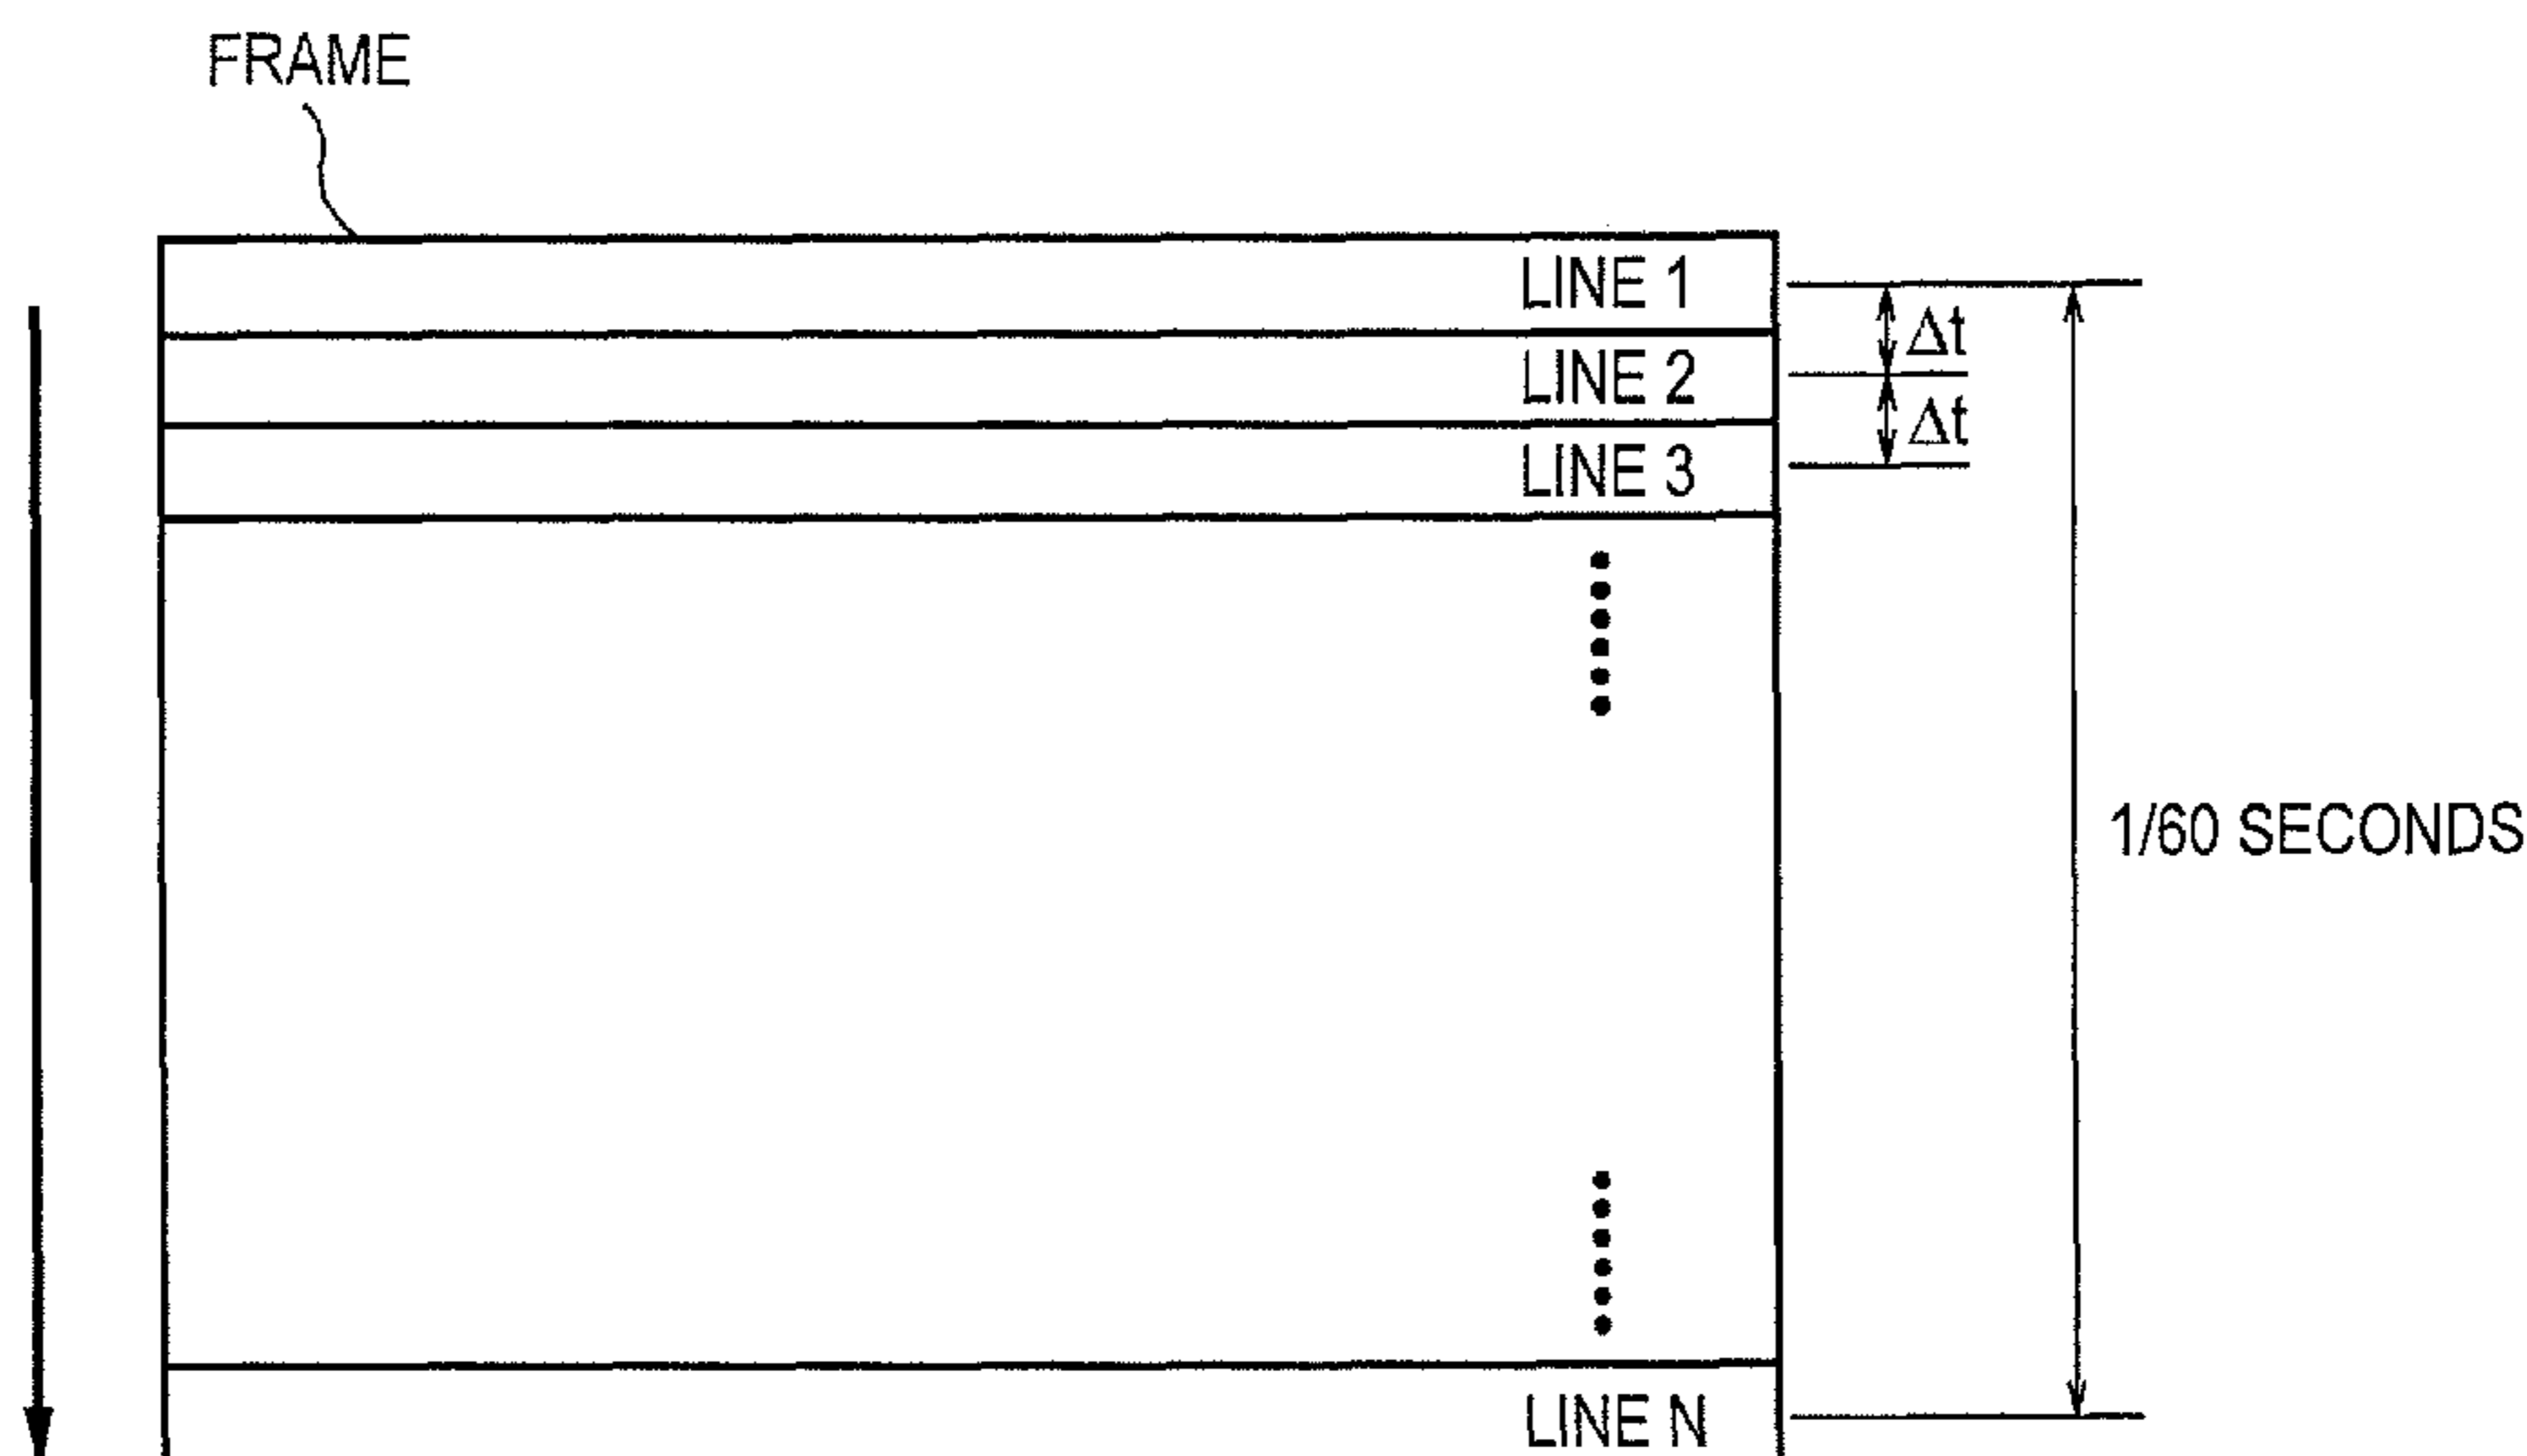 FRAME
LINE 1
Δt
LINE 2
Δt
LINE 3
1/60 SECONDS
LINE N